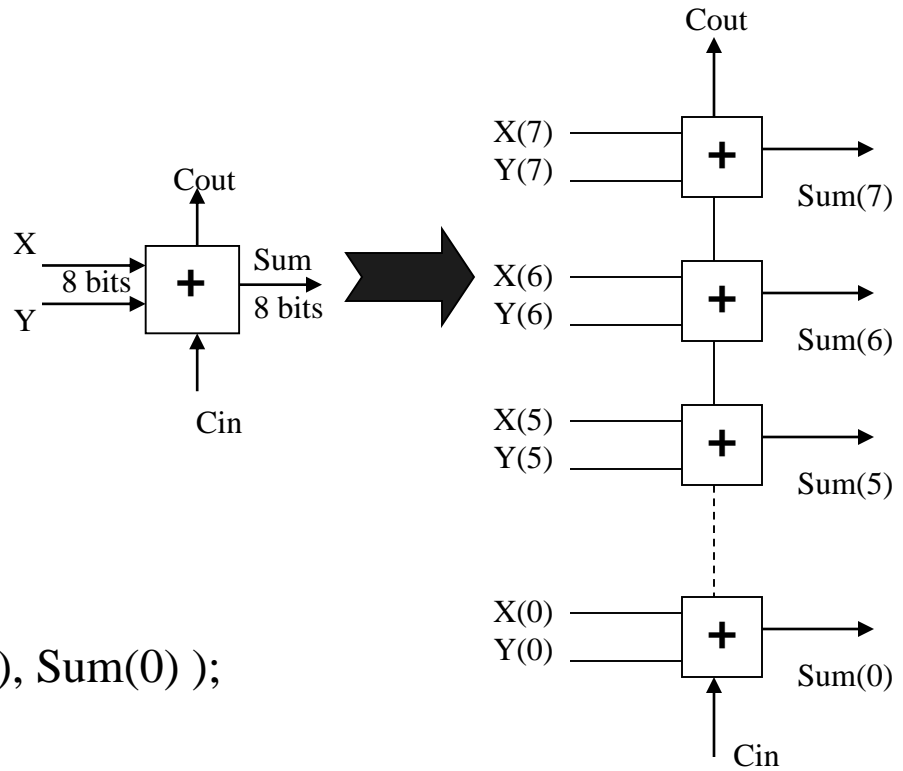 Cout
X
8 bits
Y
+
Sum
8 bits
Cin
Cout
X(7)
Y(7)
+
Sum(7)
X(6)
Y(6)
+
Sum(6)
X(5)
Y(5)
+
Sum(5)
X(0)
Y(0)
+
Sum(0)
Cin
), Sum(0) );